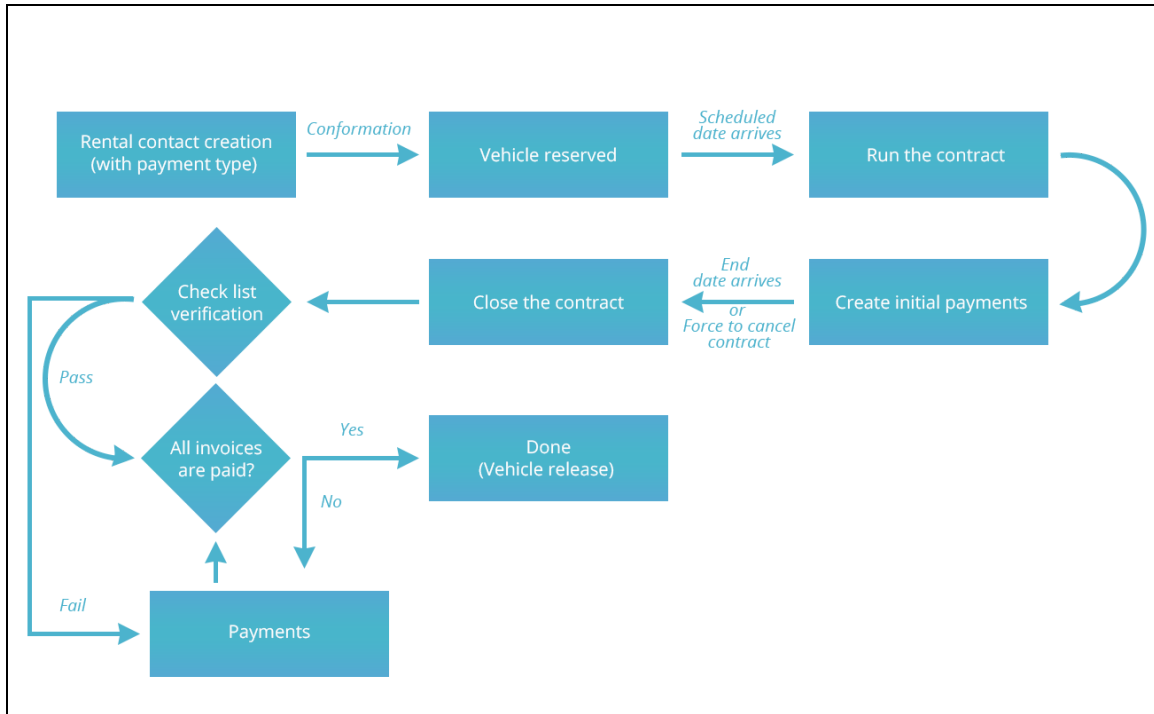 Rental contact creation
(with payment type)
Conformation
Vehicle reserved
Scheduled
date arrives
Run the contract
Create initial payments
End
date arrives
or
Force to cancel
contract
Close the contract
Check list
verification
Pass
All invoices
are paid?
Yes
No
Done
(Vehicle release)
Fail
Payments